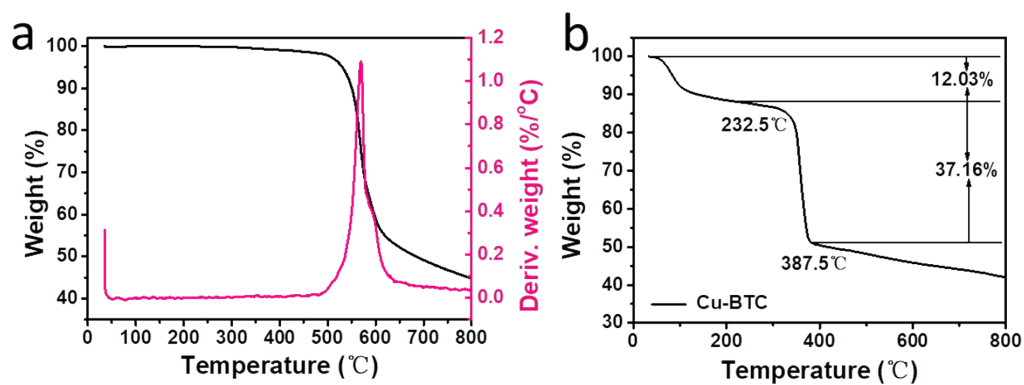 a
100
90
80
70
60
50
40
Weight (%)
0 100 200 300 400 500 600 700 800
Temperature (℃)
1.2
1.0
0.8
0.6
0.4
0.2
0.0
Deriv. weight (%/°C)
b
100
90
80
70
60
50
40
30
Weight (%)
12.03%
232.5℃
37.16%
387.5℃
Cu-BTC
0 200 400 600 800
Temperature (℃)